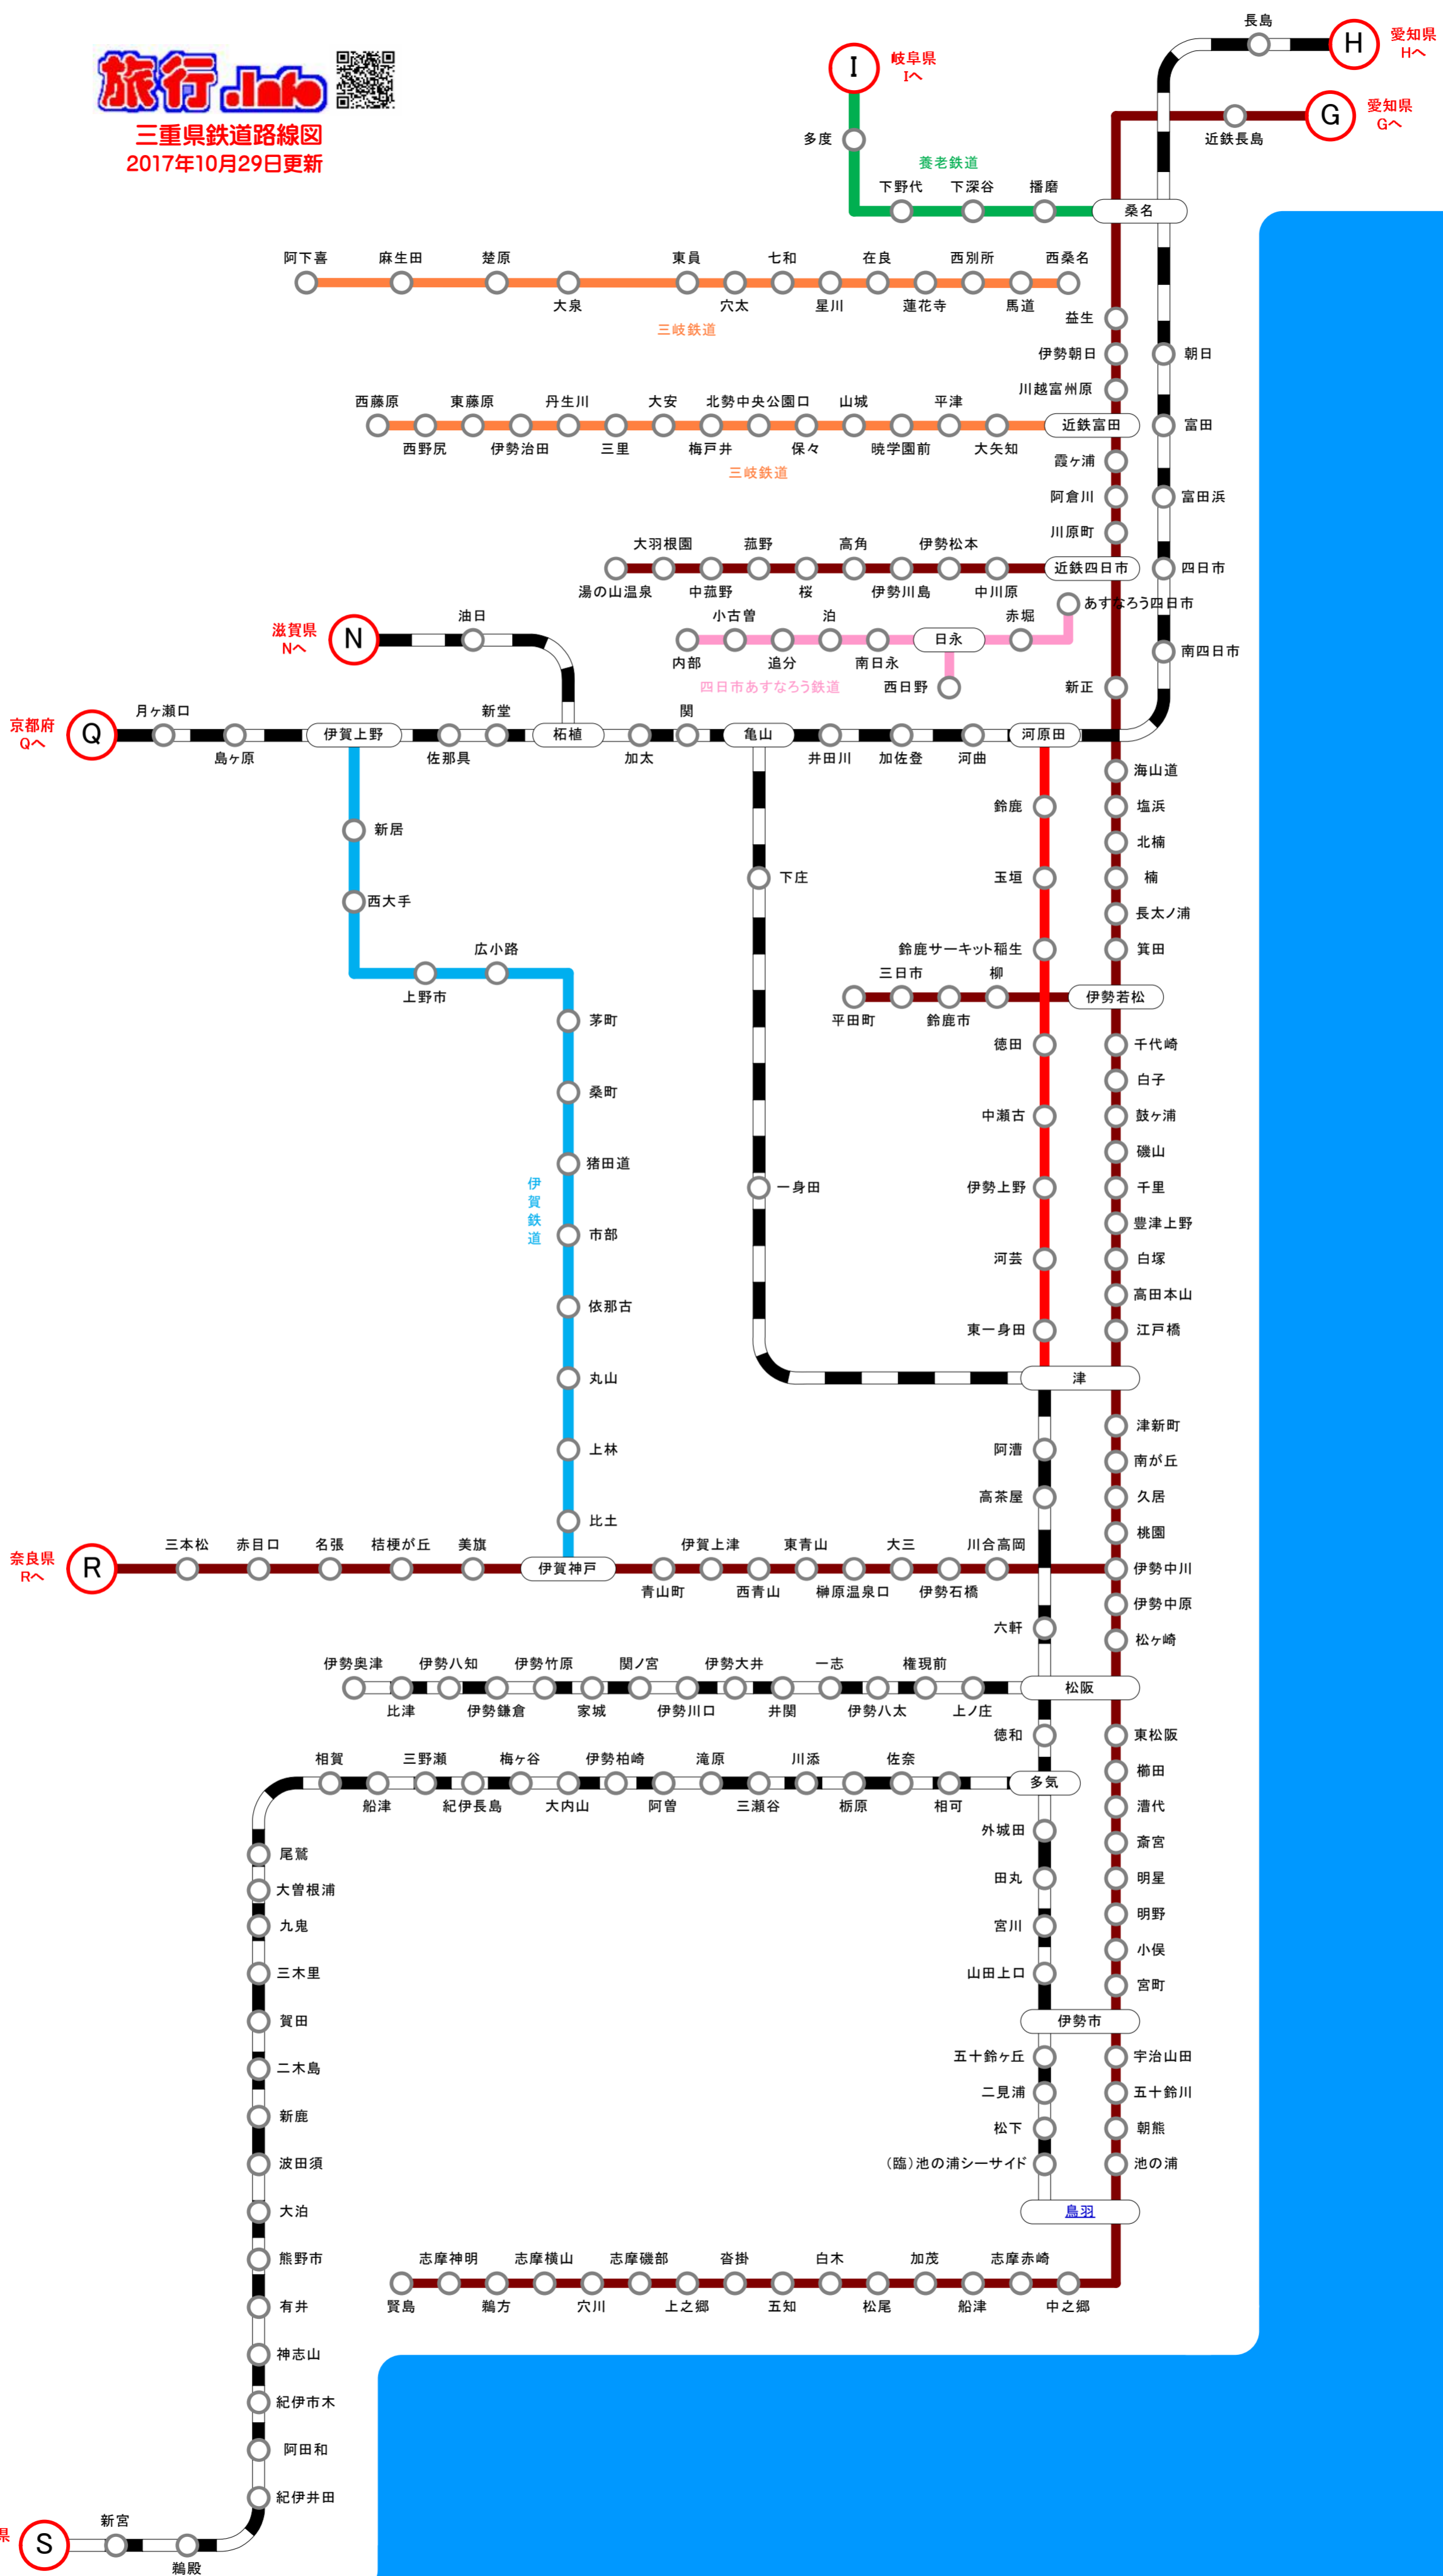 旅行.Info
三重県鉄道路線図
2017年10月29日更新
長島
H
愛知県
Hへ
I
岐阜県
Iへ
近鉄長島
G
愛知県
Gへ
多度
養老鉄道
下野代
下深谷
播磨
桑名
阿下喜
麻生田
楚原
大泉
東員
穴太
七和
星川
在良
蓮花寺
西別所
馬道
西桑名
三岐鉄道
益生
伊勢朝日
朝日
川越富州原
西藤原
西野尻
東藤原
伊勢治田
丹生川
三里
大安
梅戸井
北勢中央公園口
保々
山城
暁学園前
平津
大矢知
近鉄富田
富田
三岐鉄道
霞ヶ浦
阿倉川
富田浜
川原町
湯の山温泉
大羽根園
中菰野
菰野
桜
高角
伊勢川島
伊勢松本
中川原
近鉄四日市
四日市
あすなろう四日市
滋賀県
Nへ
N
油日
内部
小古曽
追分
泊
南日永
日永
赤堀
南四日市
四日市あすなろう鉄道
西日野
新正
京都府
Qへ
Q
月ヶ瀬口
島ヶ原
伊賀上野
佐那具
新堂
柘植
加太
関
亀山
井田川
加佐登
河曲
河原田
海山道
鈴鹿
塩浜
新居
北楠
下庄
玉垣
楠
西大手
長太ノ浦
鈴鹿サーキット稲生
箕田
上野市
広小路
平田町
三日市
鈴鹿市
柳
伊勢若松
茅町
徳田
千代崎
白子
桑町
中瀬古
鼓ヶ浦
磯山
猪田道
伊賀鉄道
一身田
伊勢上野
千里
豊津上野
市部
河芸
白塚
高田本山
依那古
東一身田
江戸橋
丸山
津
津新町
上林
阿漕
南が丘
高茶屋
久居
比土
桃園
奈良県
Rへ
R
三本松
赤目口
名張
桔梗が丘
美旗
伊賀神戸
青山町
伊賀上津
西青山
東青山
榊原温泉口
大三
伊勢石橋
川合高岡
伊勢中川
伊勢中原
六軒
松ヶ崎
伊勢奥津
比津
伊勢八知
伊勢鎌倉
伊勢竹原
家城
関ノ宮
伊勢川口
伊勢大井
井関
一志
伊勢八太
権現前
上ノ庄
松阪
徳和
東松阪
相賀
船津
三野瀬
紀伊長島
梅ヶ谷
大内山
伊勢柏崎
阿曽
滝原
三瀬谷
川添
栃原
佐奈
相可
多気
櫛田
漕代
外城田
斎宮
尾鷲
田丸
明星
大曽根浦
明野
九鬼
宮川
小俣
三木里
山田上口
宮町
賀田
伊勢市
二木島
五十鈴ヶ丘
宇治山田
二見浦
五十鈴川
新鹿
松下
朝熊
波田須
(臨)池の浦シーサイド
池の浦
大泊
鳥羽
熊野市
賢島
志摩神明
鵜方
志摩横山
穴川
志摩磯部
上之郷
沓掛
五知
白木
松尾
加茂
船津
志摩赤崎
中之郷
有井
神志山
紀伊市木
阿田和
紀伊井田
県
S
新宮
鵜殿